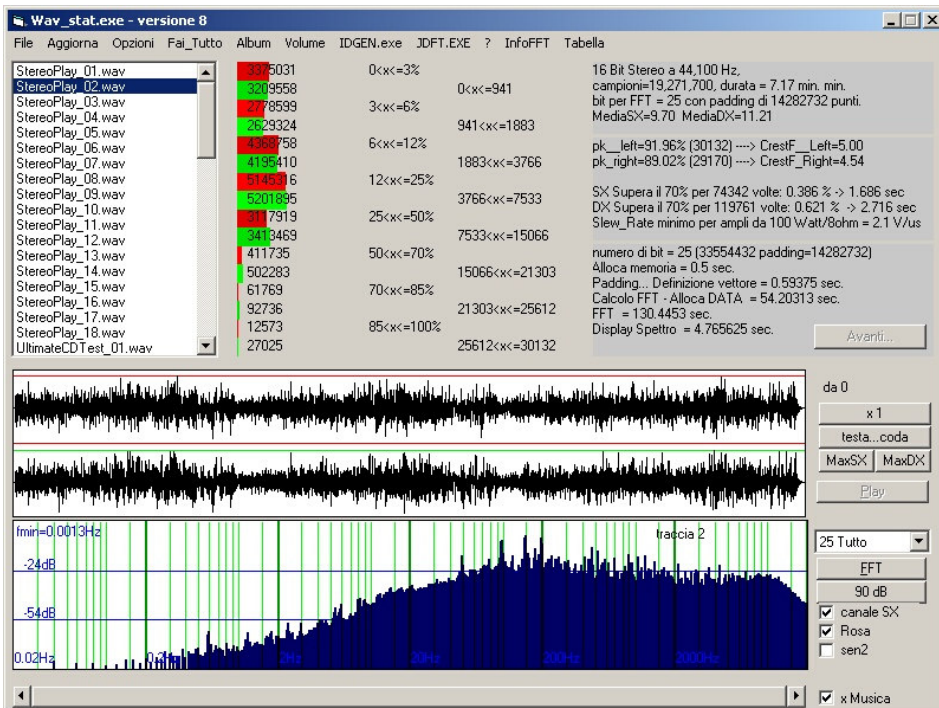 Wav_stat.exe - versione 8
File Aggiorna Opzioni Fai_Tutto Album Volume IDGEN.exe JDFT.EXE ? InfoFFT Tabella
StereoPlay_01.wav
StereoPlay_02.wav
StereoPlay_03.wav
StereoPlay_04.wav
StereoPlay_05.wav
StereoPlay_06.wav
StereoPlay_07.wav
StereoPlay_08.wav
StereoPlay_09.wav
StereoPlay_10.wav
StereoPlay_11.wav
StereoPlay_12.wav
StereoPlay_13.wav
StereoPlay_14.wav
StereoPlay_15.wav
StereoPlay_16.wav
StereoPlay_17.wav
StereoPlay_18.wav
UltimateCDTest_01.wav
3375031 0<x<=3%
3209558 0<x<=941
2778599 3<x<=6%
2629324 941<x<=1883
4368758 6<x<=12%
4195410 1883<x<=3766
5145316 12<x<=25%
5201895 3766<x<=7533
3117919 25<x<=50%
3413469 7533<x<=15066
411735 50<x<=70%
502283 15066<x<=21303
61769 70<x<=85%
92736 21303<x<=25612
12573 85<x<=100%
27025 25612<x<=30132
16 Bit Stereo a 44,100 Hz,
campioni=19,271,700, durata = 7.17 min. min.
bit per FFT = 25 con padding di 14282732 punti.
MediaSX=9.70 MediaDX=11.21
pk__left=91.96% (30132) ----> CrestF__Left=5.00
pk_right=89.02% (29170) ----> CrestF_Right=4.54
SX Supera il 70% per 74342 volte: 0.386 % -> 1.686 sec
DX Supera il 70% per 119761 volte: 0.621 % -> 2.716 sec
Slew_Rate minimo per ampli da 100 Watt/8ohm = 2.1 V/us
numero di bit = 25 (33554432 padding=14282732)
Alloca memoria = 0.5 sec.
Padding... Definizione vettore = 0.59375 sec.
Calcolo FFT - Alloca DATA = 54.20313 sec.
FFT = 130.4453 sec.
Display Spettro = 4.765625 sec.
Avanti...
da 0
x 1
testa...coda
MaxSX MaxDX
Play
fmin=0.0013Hz
traccia 2
-24dB
-54dB
0.02Hz 0.2Hz 2Hz 20Hz 200Hz 2000Hz
25 Tutto
FFT
90 dB
canale SX
Rosa
sen2
x Musica